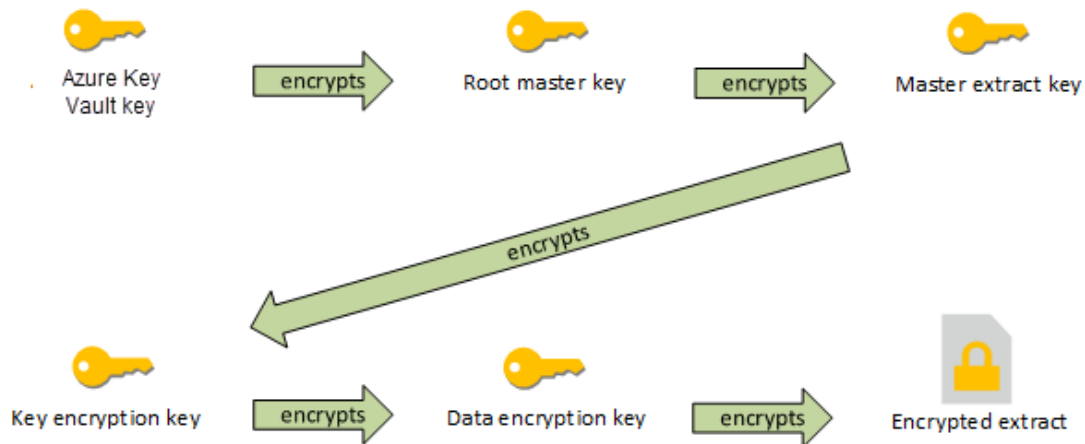 Azure Key
Vault key
encrypts
Root master key
encrypts
Master extract key
encrypts
Key encryption key
encrypts
Data encryption key
encrypts
Encrypted extract